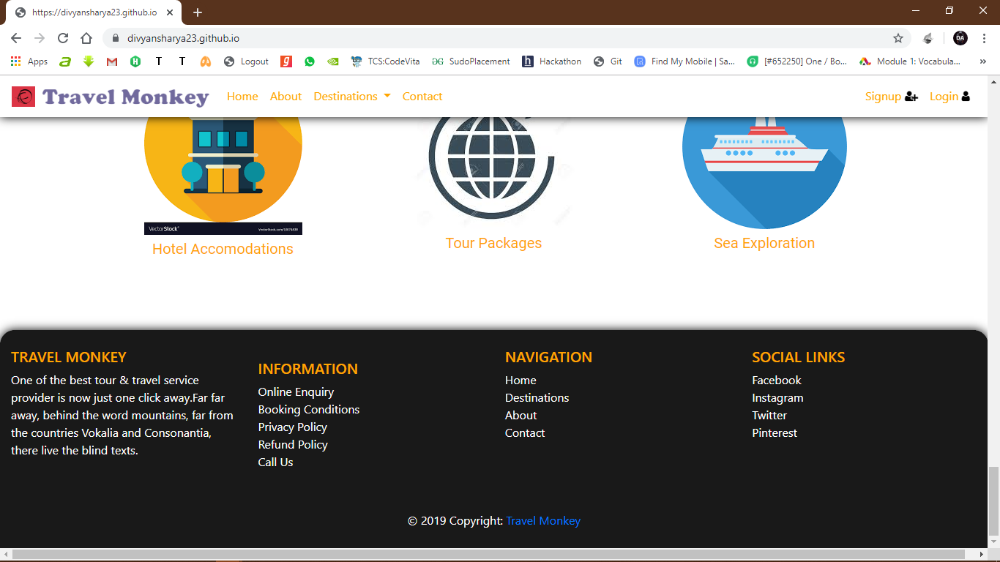 https://divyansharya23.github.io
divyansharya23.github.io
DA
Apps
T
T
Logout
TCS:CodeVita
SudoPlacement
Hackathon
Git
Find My Mobile | Sa...
[#652250] One / Bo...
Module 1: Vocabula...
Travel Monkey
Home
About
Destinations
Contact
Signup
Login
VectorStock
Hotel Accomodations
Tour Packages
Sea Exploration
TRAVEL MONKEY
One of the best tour & travel service
provider is now just one click away.Far far
away, behind the word mountains, far from
the countries Vokalia and Consonantia,
there live the blind texts.
INFORMATION
Online Enquiry
Booking Conditions
Privacy Policy
Refund Policy
Call Us
NAVIGATION
Home
Destinations
About
Contact
SOCIAL LINKS
Facebook
Instagram
Twitter
Pinterest
© 2019 Copyright: Travel Monkey